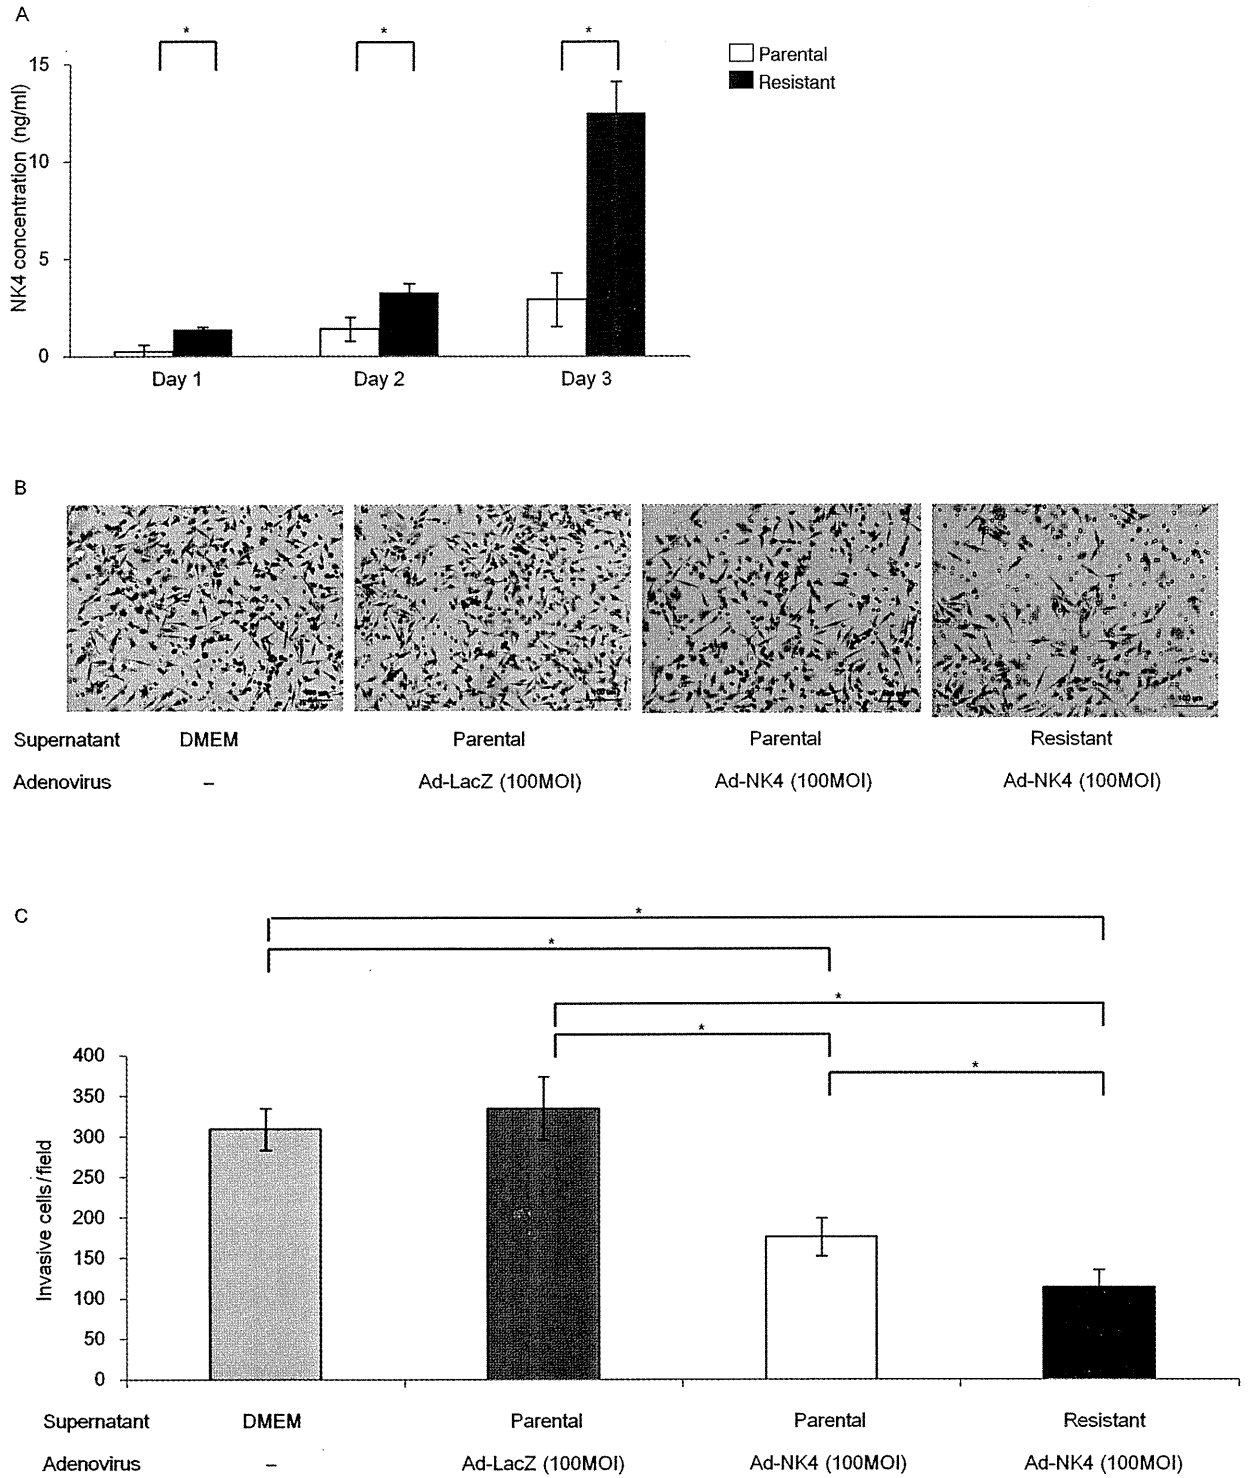 A
* * *
Parental
Resistant
NK4 concentration (ng/ml)
15
10
5
0
Day 1 Day 2 Day 3
B
Supernatant DMEM Parental Parental Resistant
Adenovirus – Ad-LacZ (100MOI) Ad-NK4 (100MOI) Ad-NK4 (100MOI)
C
*
*
*
*
*
Invasive cells/field
400
350
300
250
200
150
100
50
0
Supernatant DMEM Parental Parental Resistant
Adenovirus – Ad-LacZ (100MOI) Ad-NK4 (100MOI) Ad-NK4 (100MOI)